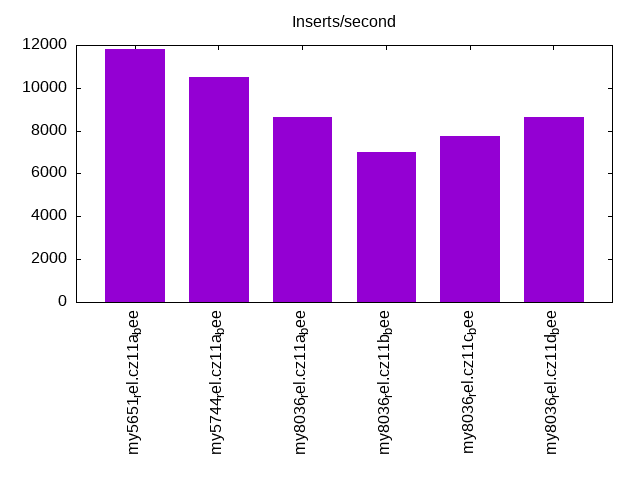 Inserts/second
12000
10000
8000
6000
4000
2000
0
my5651rel.cz11abee
my5744rel.cz11abee
my8036rel.cz11abee
my8036rel.cz11bbee
my8036rel.cz11cbee
my8036rel.cz11dbee